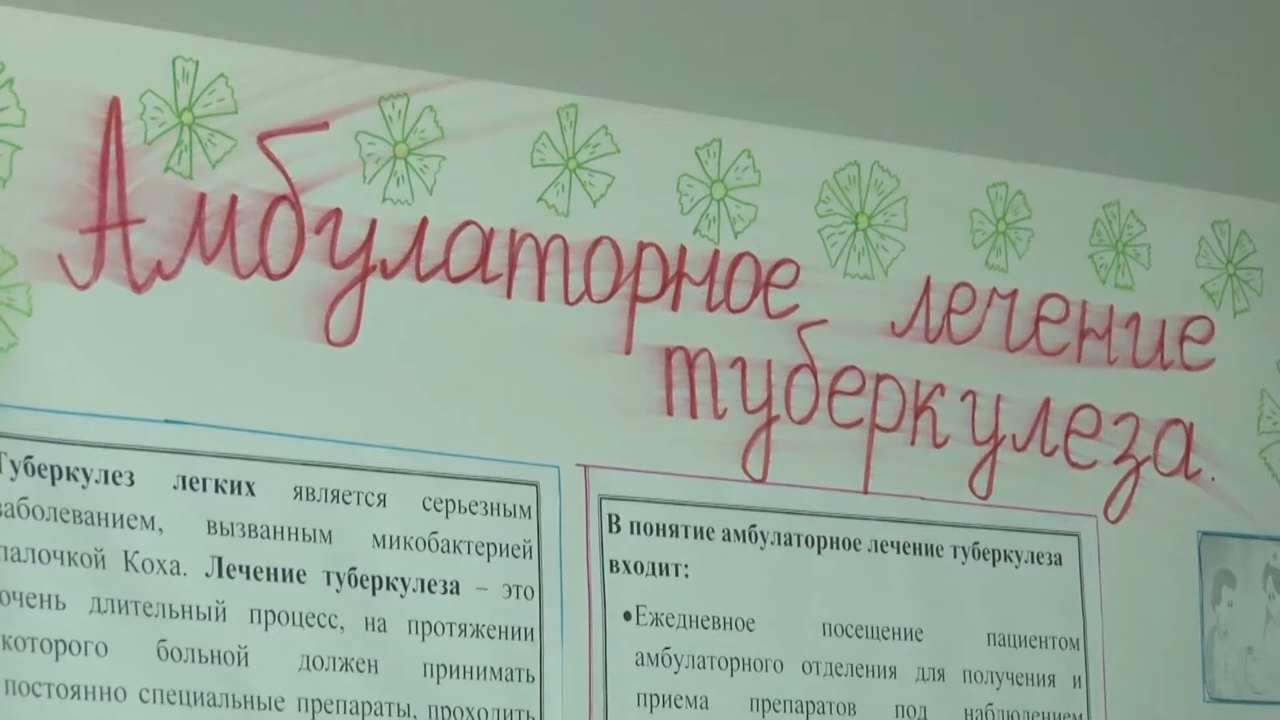 Амбулаторное лечение
туберкулеза.
Туберкулез легких является серьезным
заболеванием, вызванным микобактерией
палочкой Коха. Лечение туберкулеза – это
очень длительный процесс, на протяжении
которого больной должен принимать
постоянно специальные препараты, проходить
В понятие амбулаторное лечение туберкулеза
входит:
•Ежедневное посещение пациентом
амбулаторного отделения для получения и
приема препаратов под наблюдением